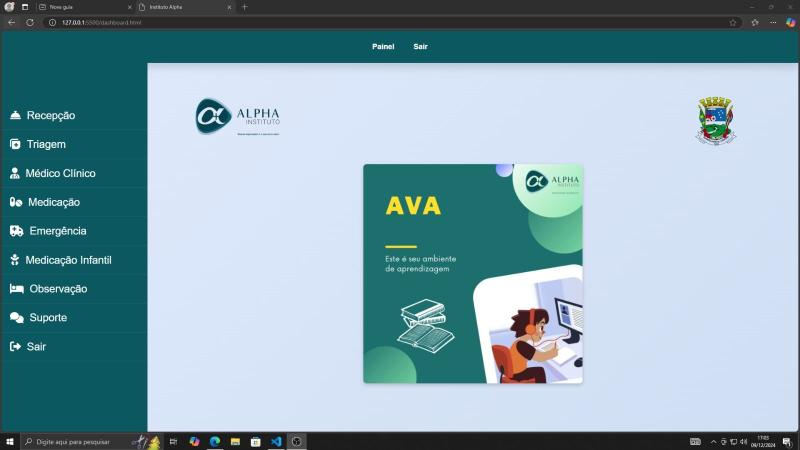 Nova guia
Instituto Alpha
127.0.0.1:5500/dashboard.html
Painel
Sair
Recepção
Triagem
Médico Clínico
Medicação
Emergência
Medicação Infantil
Observação
Suporte
Sair
ALPHA
INSTITUTO
ALPHA
INSTITUTO
AVA
Este é seu ambiente
de aprendizagem
Digite aqui para pesquisar
17:03
09/12/2024